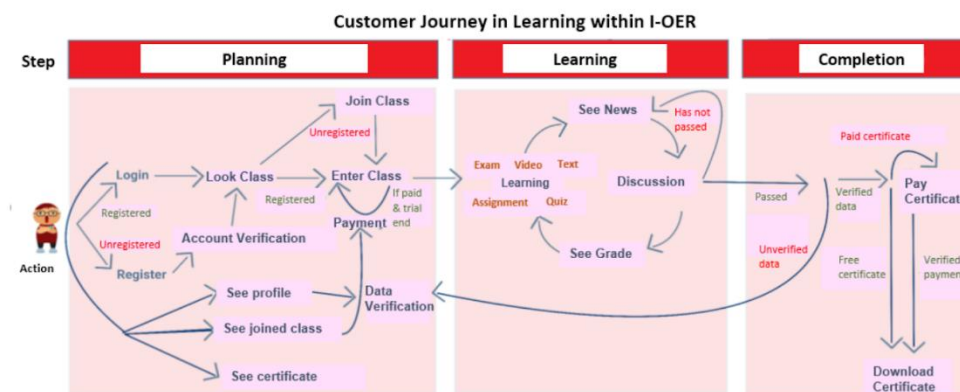 Customer Journey in Learning within I-OER
Step
Planning
Learning
Completion
Join Class
Unregistered
Login
Look Class
Enter Class
Registered
Registered
If paid
& trial
end
Payment
Unregistered
Account Verification
Action
Register
See profile
Data
Verification
See joined class
See certificate
See News
Has not
passed
Exam Video Text
Learning
Assignment Quiz
Discussion
See Grade
Paid certificate
Passed
Verified
data
Pay
Certificat
Unverified
data
Free
certificate
Verified
paymen
Download
Certificate